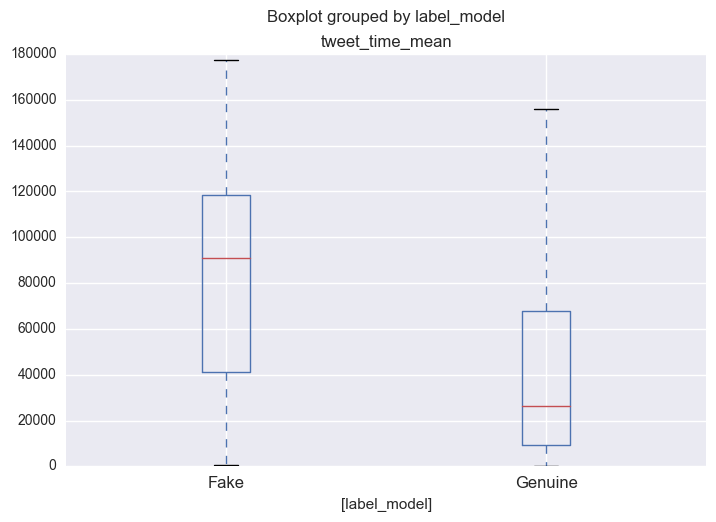 Boxplot grouped by label_model
tweet_time_mean
180000
160000
140000
120000
100000
80000
60000
40000
20000
0
Fake Genuine
[label_model]